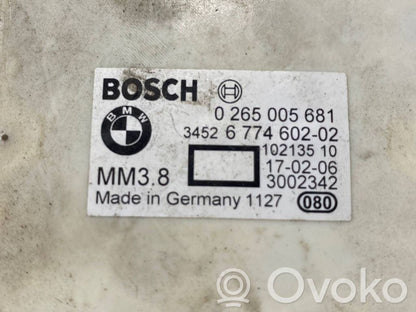 BOSCH
BMW
0 265 005 681
3452 6 774 602-02
102135 10
17-02-06
MM3.8
3002342
Made in Germany 1127
080
OVOKO